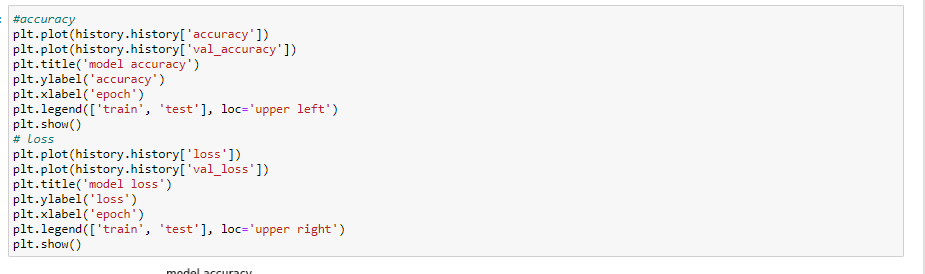 #accuracy
plt.plot(history.history['accuracy'])
plt.plot(history.history['val_accuracy'])
plt.title('model accuracy')
plt.ylabel('accuracy')
plt.xlabel('epoch')
plt.legend(['train', 'test'], loc='upper left')
plt.show()
# loss
plt.plot(history.history['loss'])
plt.plot(history.history['val_loss'])
plt.title('model loss')
plt.ylabel('loss')
plt.xlabel('epoch')
plt.legend(['train', 'test'], loc='upper right')
plt.show()
model accuracy